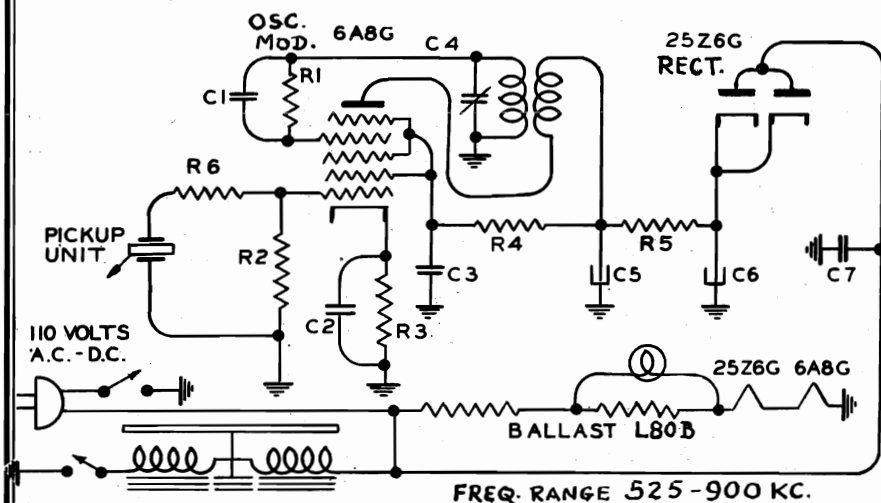 OSC.
MOD.
6A8G
C4
25Z6G
RECT.
C1
R1
R6
PICKUP
UNIT
R2
R4
R5
C3
C5
C6
C7
C2
R3
110 VOLTS
A.C.-D.C.
25Z6G 6A8G
BALLAST L80B
FREQ. RANGE 525-900 KC.